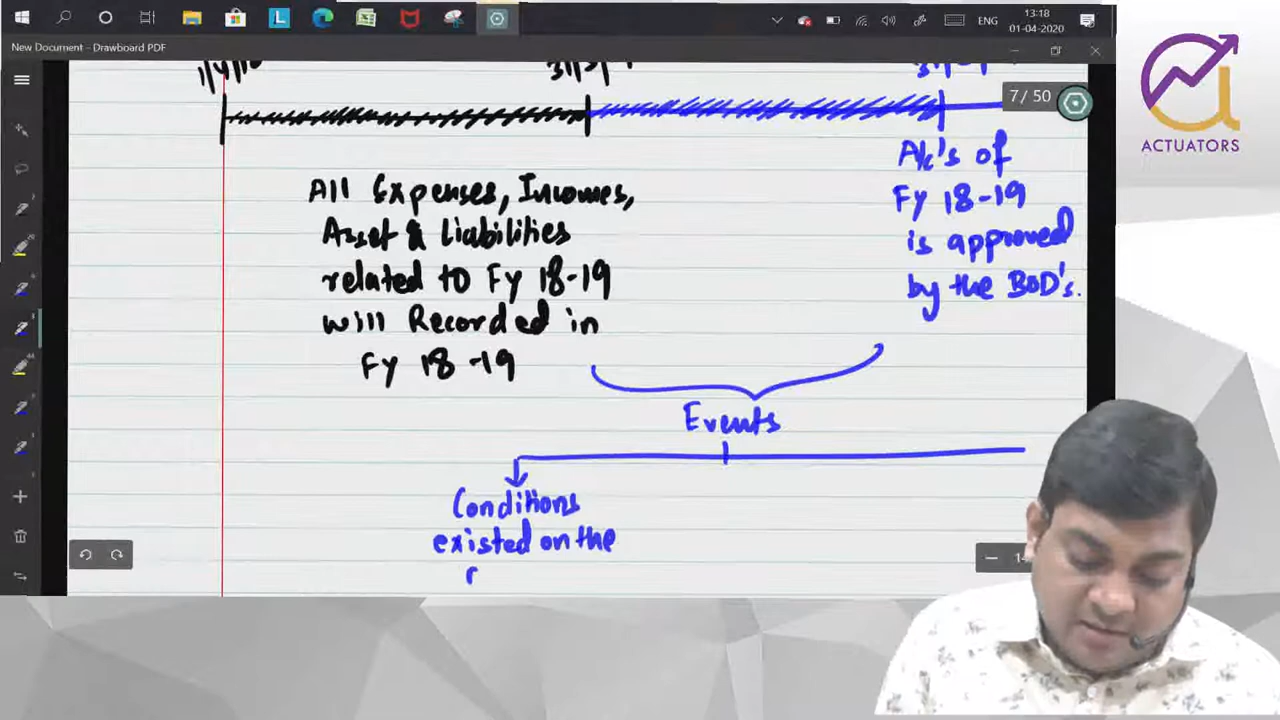 13:18
ENG
01-04-2020
New Document - Drawboard PDF
7 / 50
ACTUATORS
A/c's of
Fy 18-19
is approved
by the BOD's.
All Expenses, Incomes,
Asset & Liabilities
related to Fy 18-19
will Recorded in
Fy 18-19
Events
Conditions
existed on the